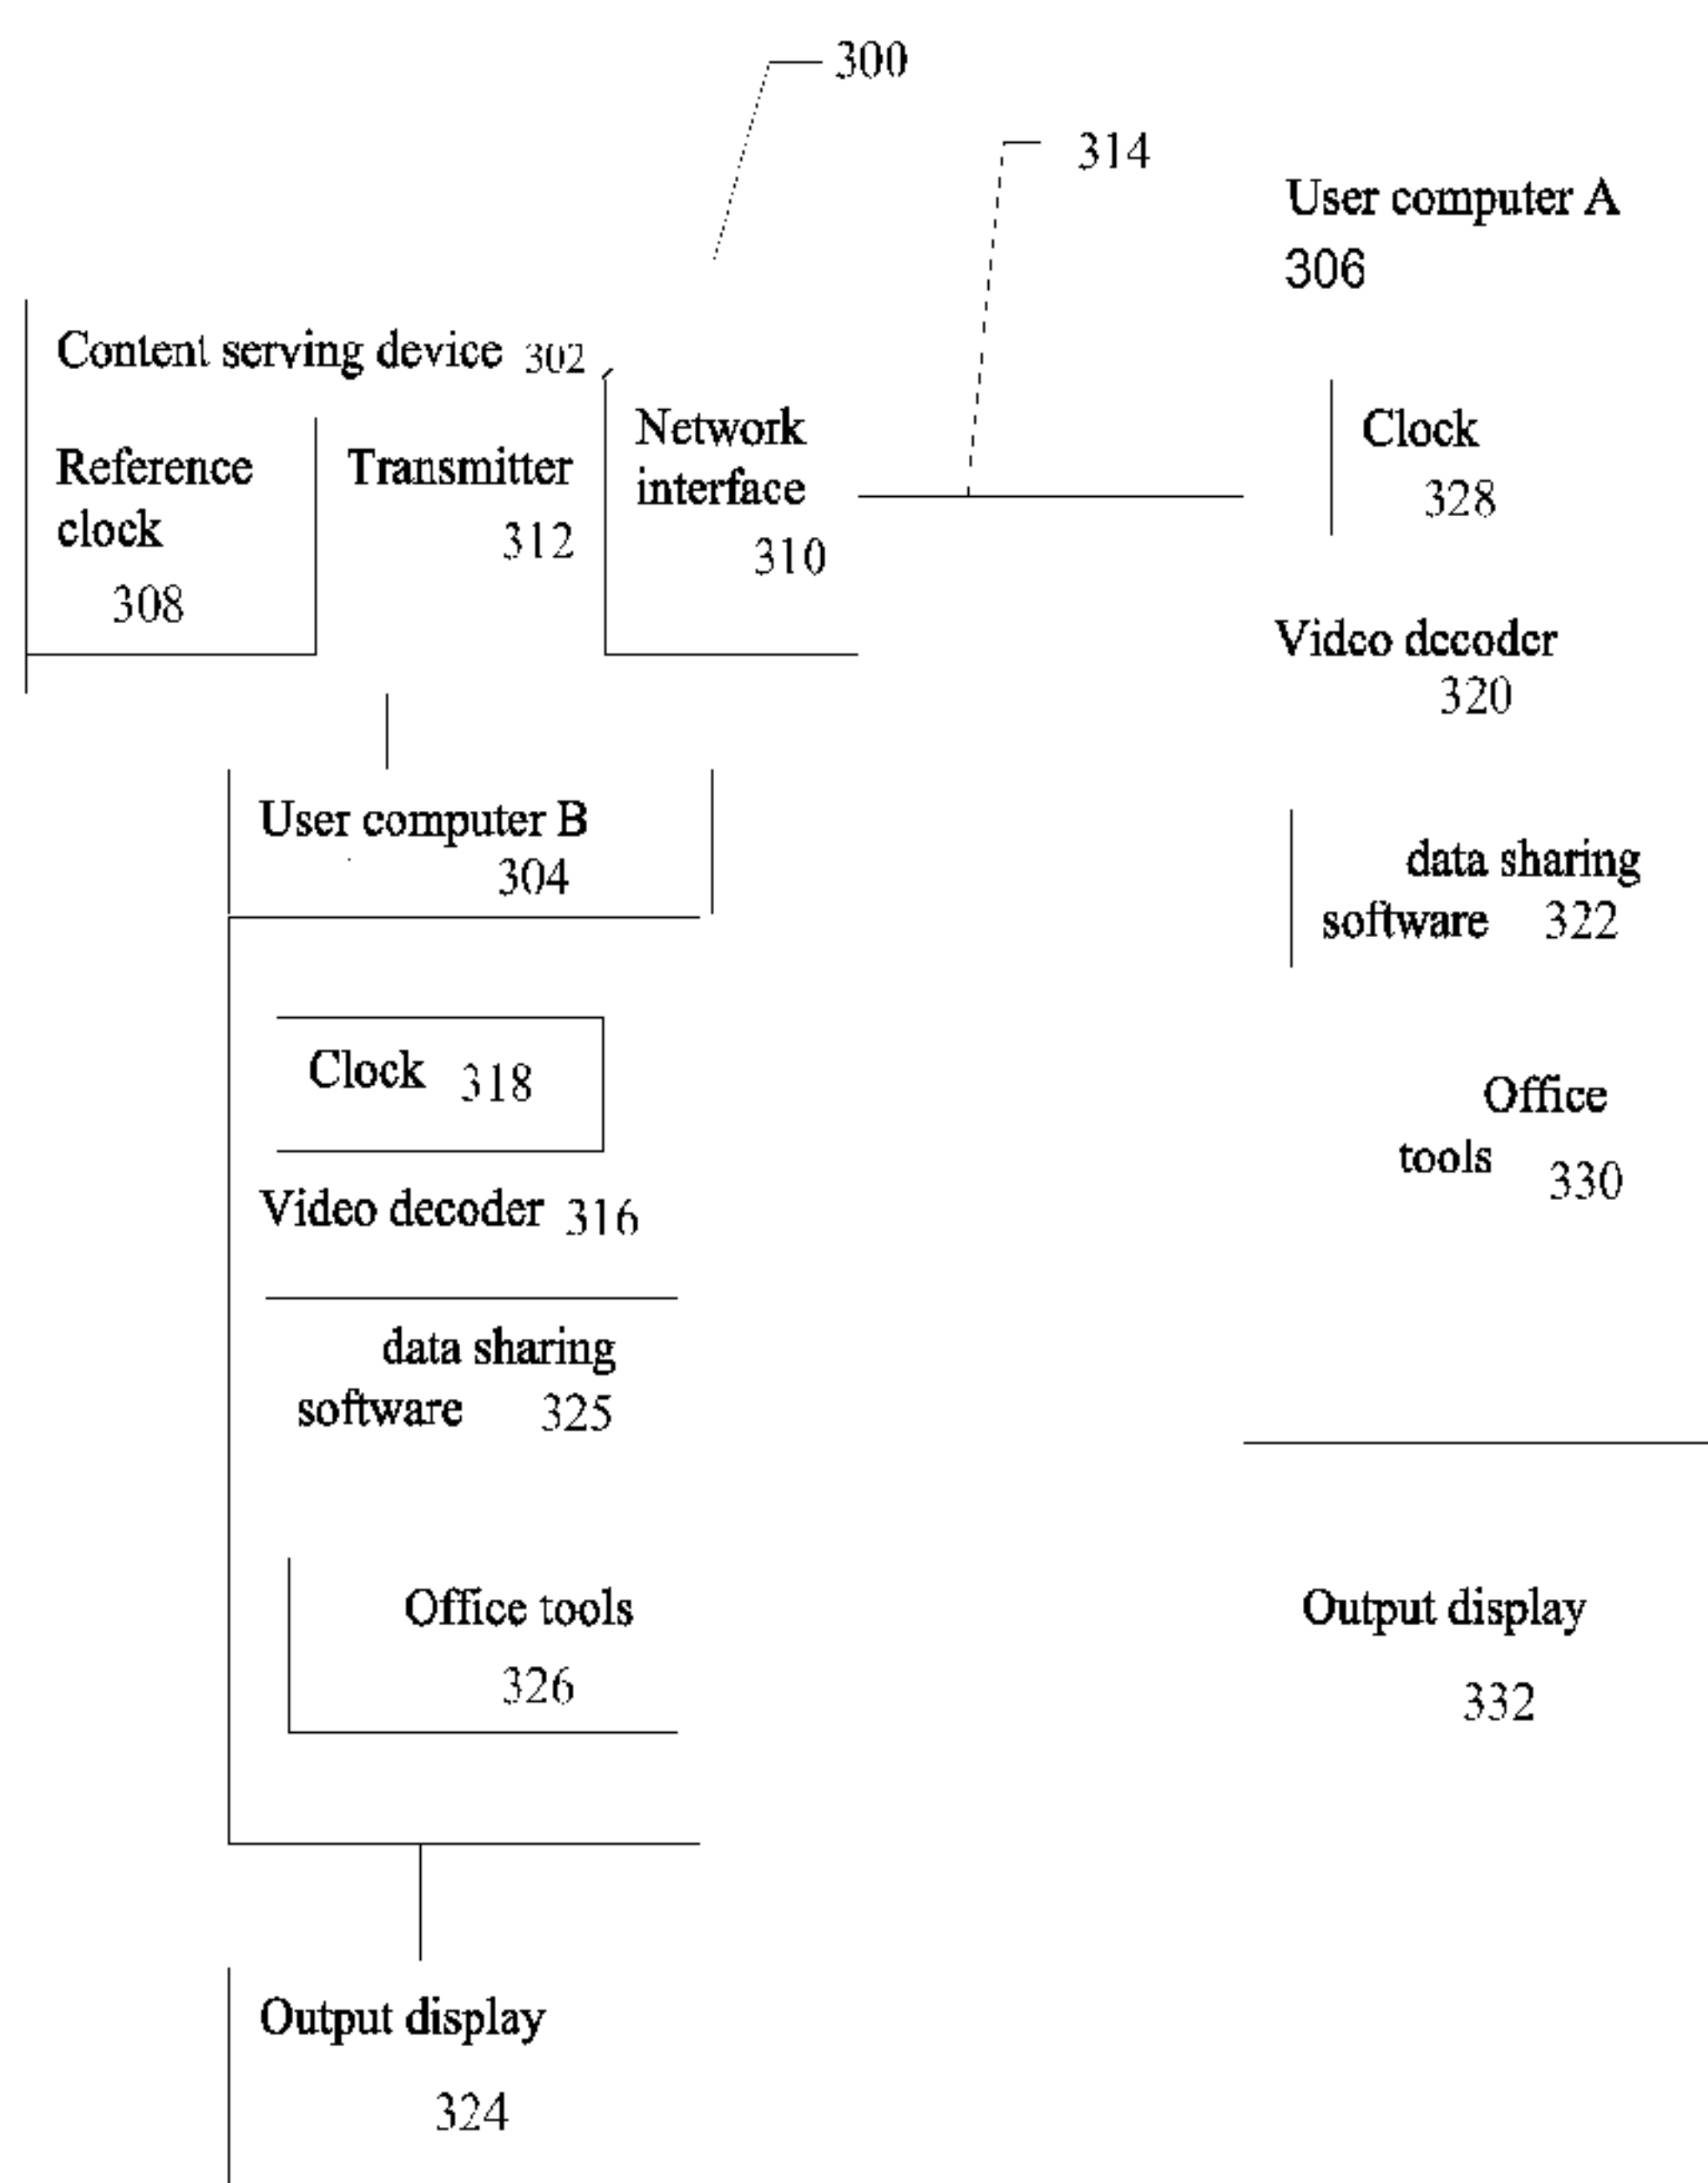 300
314
User computer A
306
Content serving device 302
Reference
clock
308
Transmitter
312
Network
interface
310
Clock
328
Video decoder
320
User computer B
304
data sharing
software 322
Clock 318
Office
tools 330
Video decoder 316
data sharing
software 325
Office tools
326
Output display
332
Output display
324